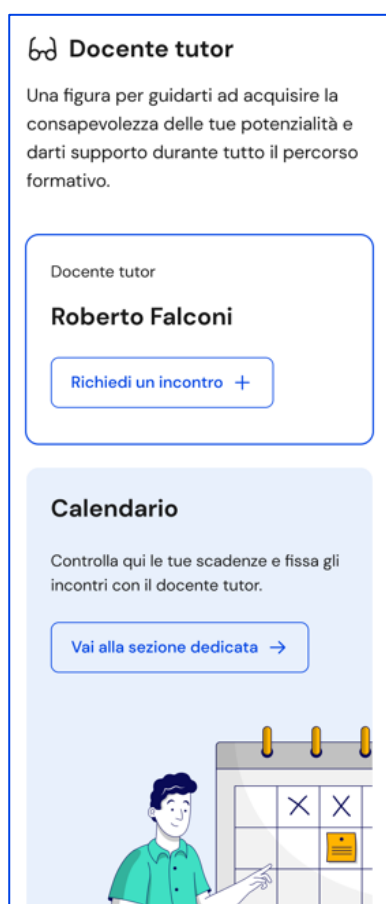 Docente tutor
Una figura per guidarti ad acquisire la
consapevolezza delle tue potenzialità e
darti supporto durante tutto il percorso
formativo.
Docente tutor
Roberto Falconi
Richiedi un incontro +
Calendario
Controlla qui le tue scadenze e fissa gli
incontri con il docente tutor.
Vai alla sezione dedicata →